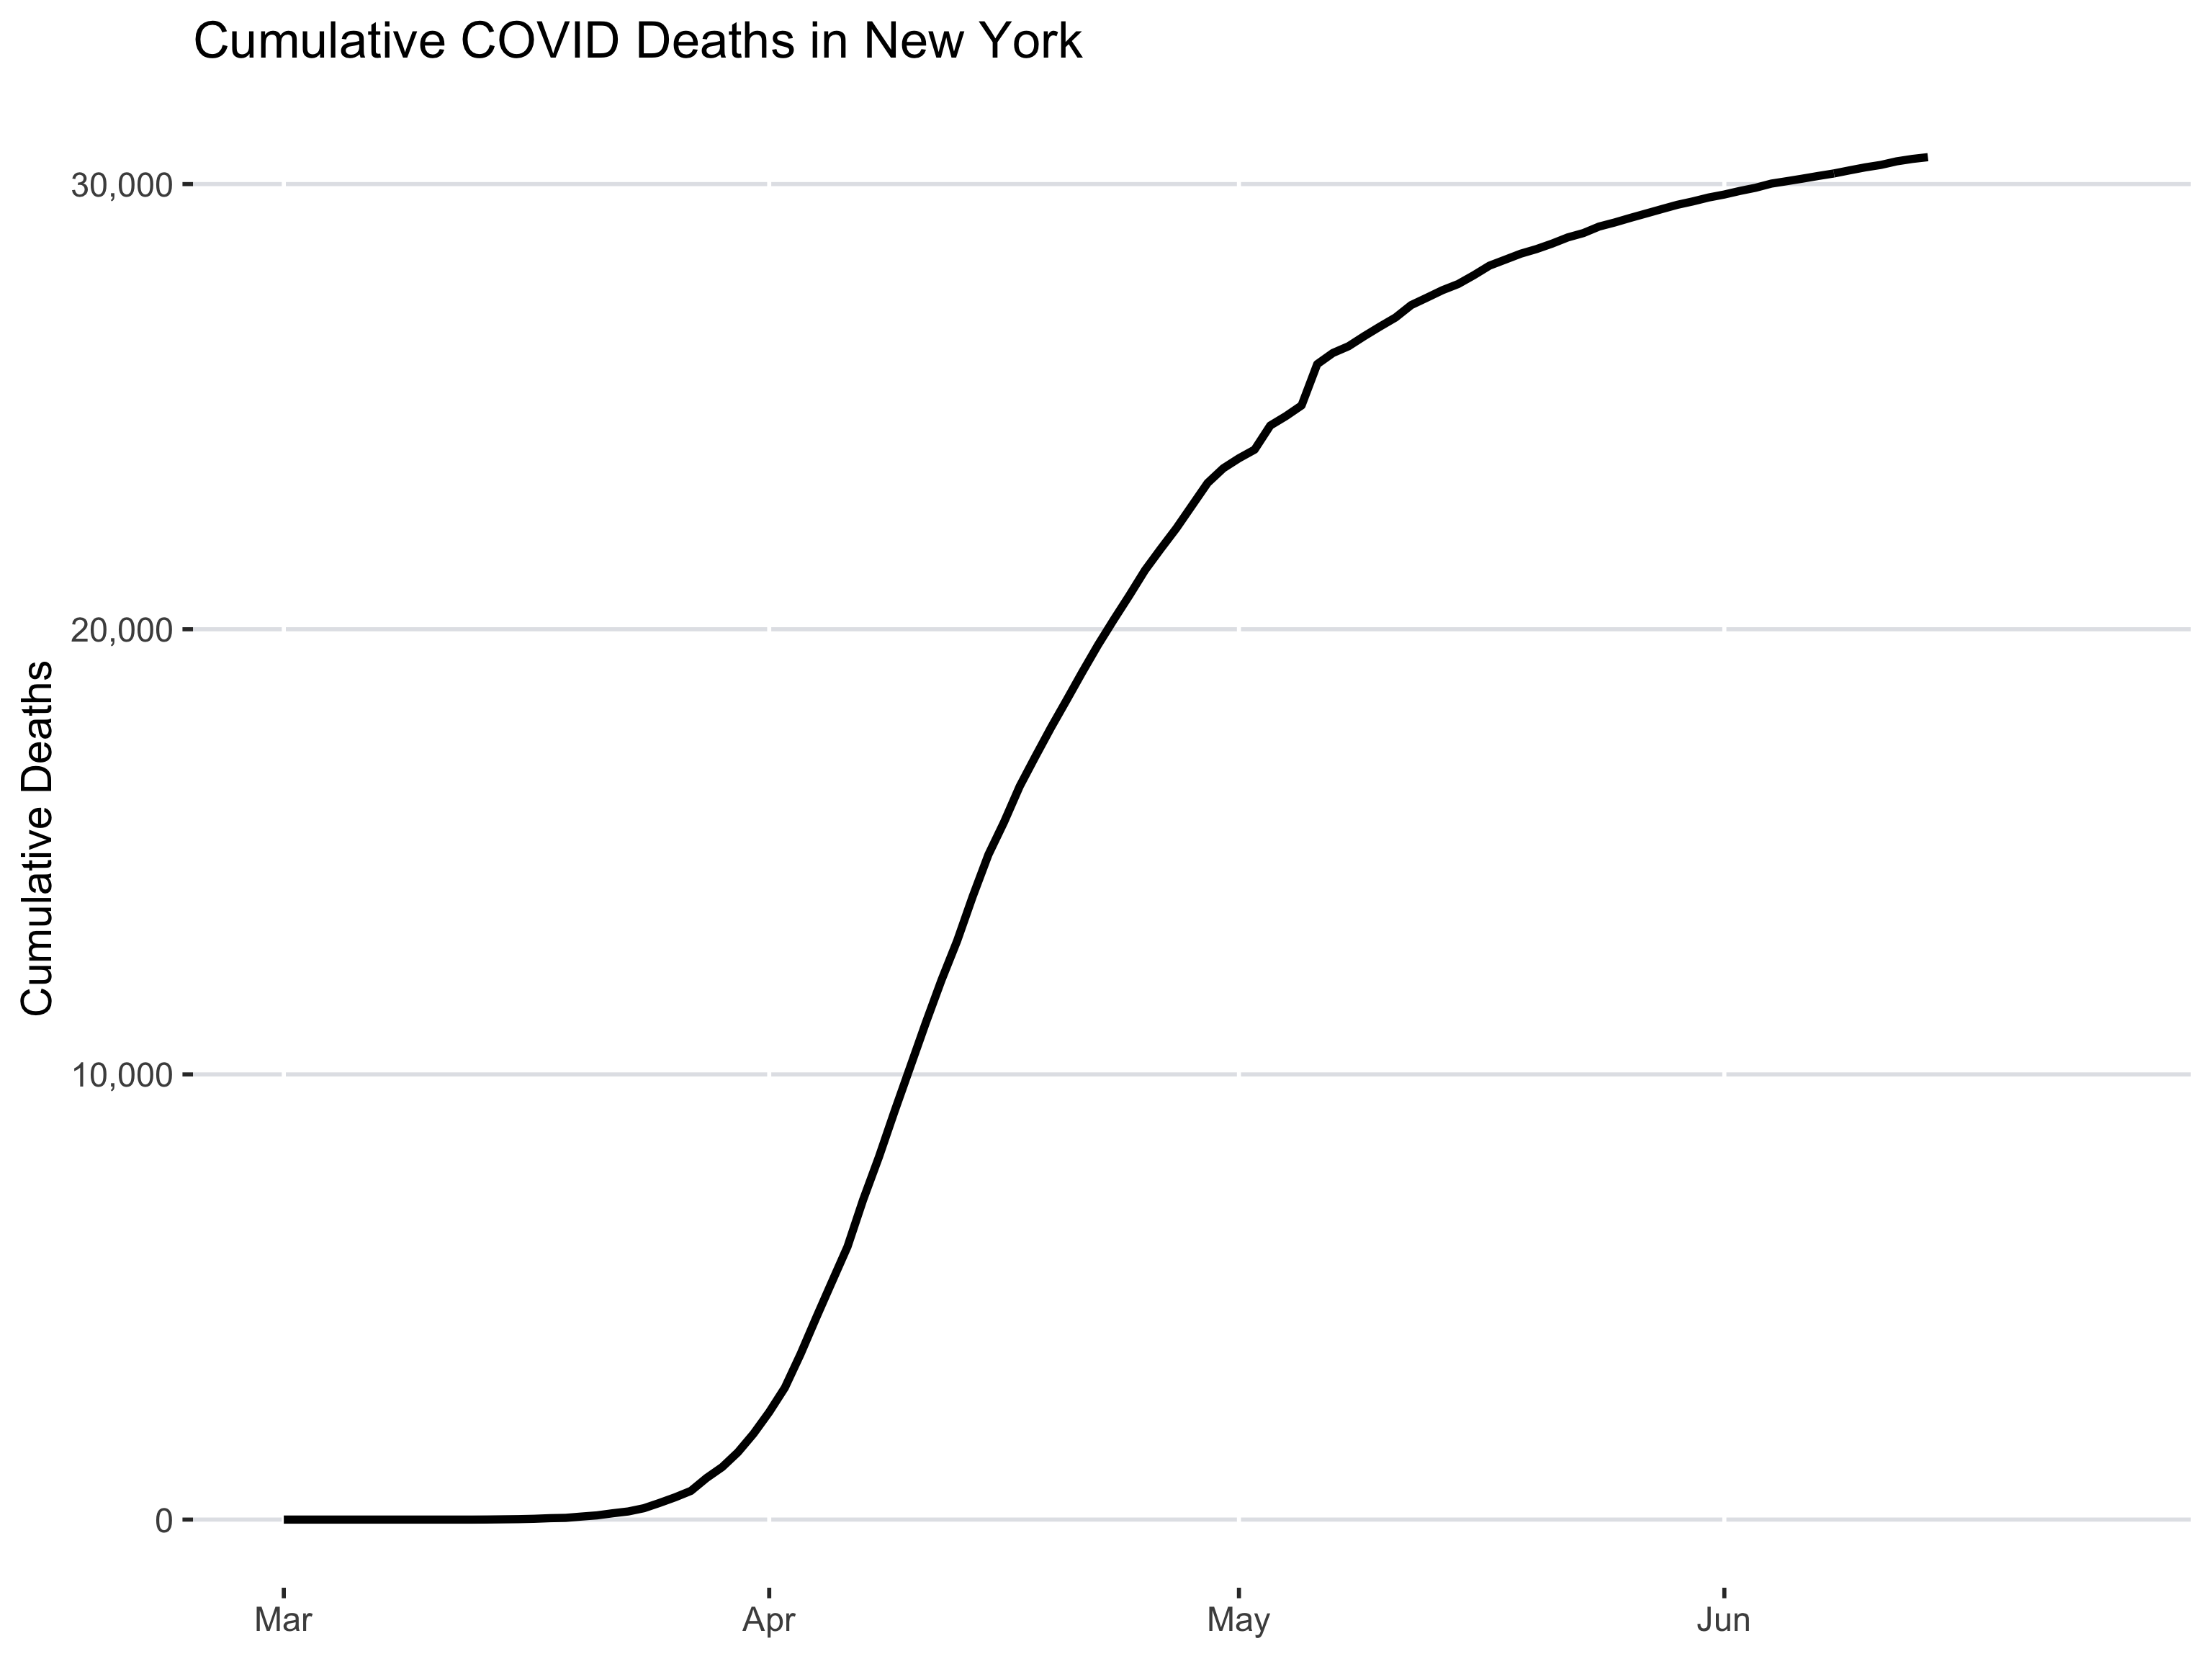 Cumulative COVID Deaths in New York
30,000
20,000
Cumulative Deaths
10,000
0
Mar
Apr
May
Jun